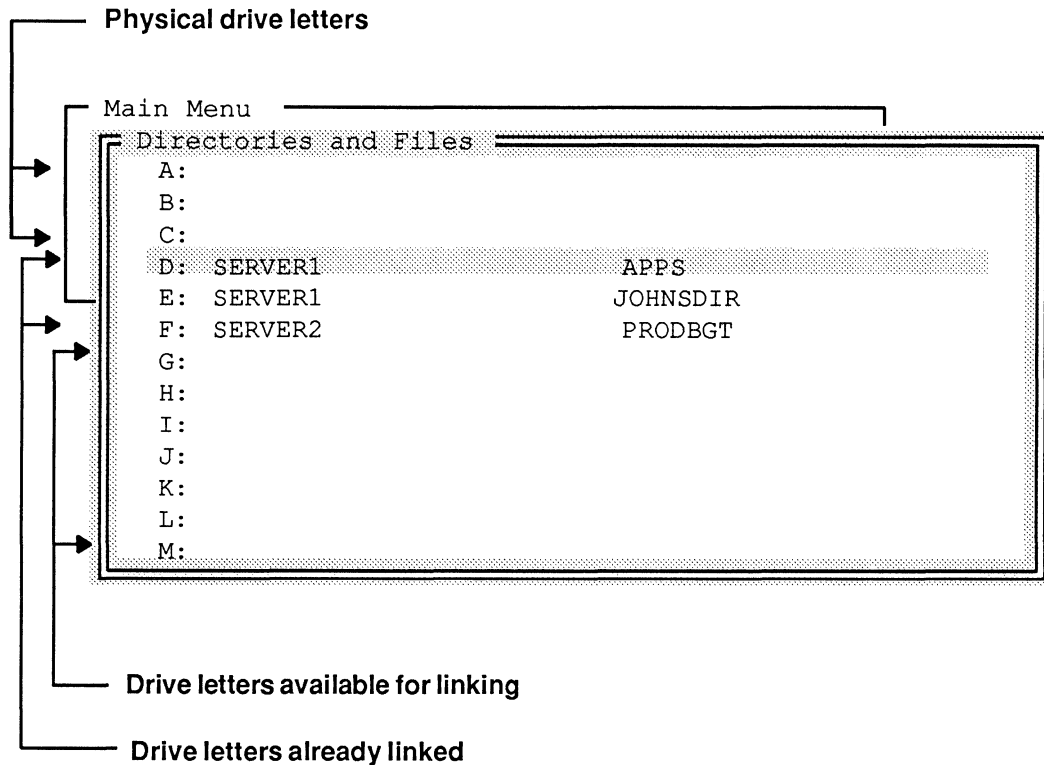 Physical drive letters
Main Menu
Directories and Files
A:
B:
C:
D: SERVER1 APPS
E: SERVER1 JOHNSDIR
F: SERVER2 PRODBGT
G:
H:
I:
J:
K:
L:
M:
Drive letters available for linking
Drive letters already linked